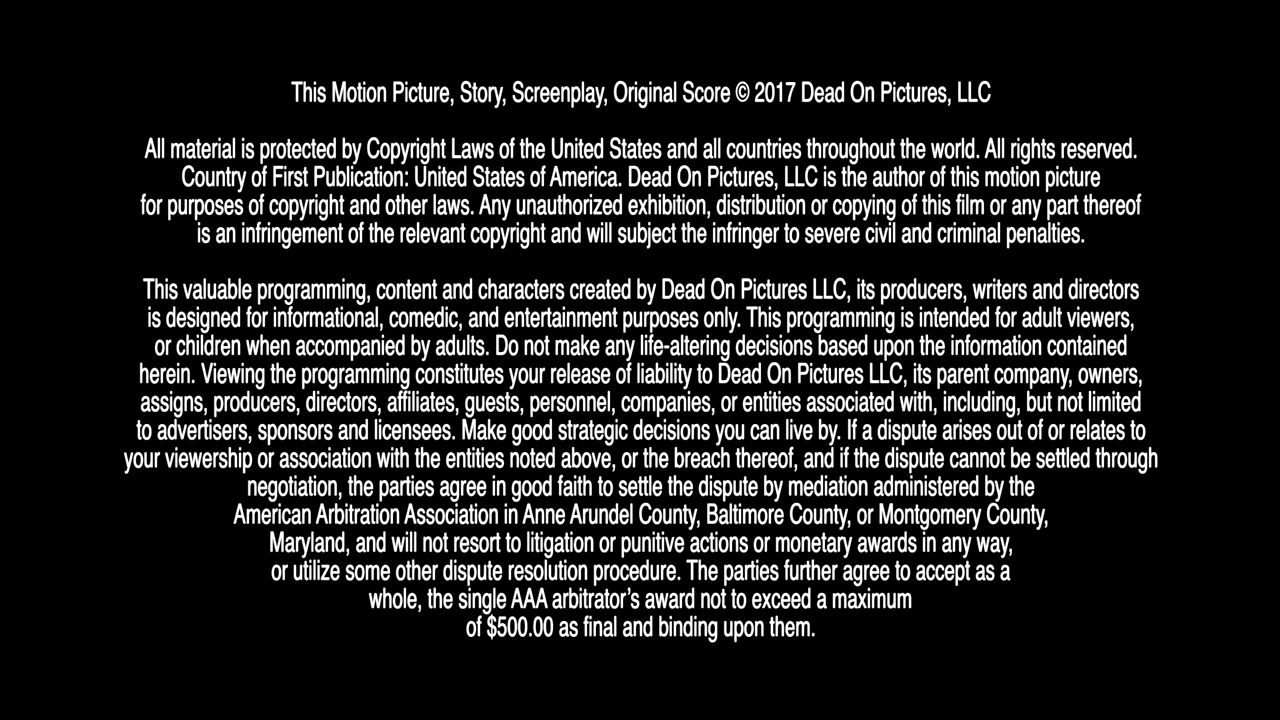 This Motion Picture, Story, Screenplay, Original Score © 2017 Dead On Pictures, LLC
All material is protected by Copyright Laws of the United States and all countries throughout the world. All rights reserved.
Country of First Publication: United States of America. Dead On Pictures, LLC is the author of this motion picture
for purposes of copyright and other laws. Any unauthorized exhibition, distribution or copying of this film or any part thereof
is an infringement of the relevant copyright and will subject the infringer to severe civil and criminal penalties.
This valuable programming, content and characters created by Dead On Pictures LLC, its producers, writers and directors
is designed for informational, comedic, and entertainment purposes only. This programming is intended for adult viewers,
or children when accompanied by adults. Do not make any life-altering decisions based upon the information contained
herein. Viewing the programming constitutes your release of liability to Dead On Pictures LLC, its parent company, owners,
assigns, producers, directors, affiliates, guests, personnel, companies, or entities associated with, including, but not limited
to advertisers, sponsors and licensees. Make good strategic decisions you can live by. If a dispute arises out of or relates to
your viewership or association with the entities noted above, or the breach thereof, and if the dispute cannot be settled through
negotiation, the parties agree in good faith to settle the dispute by mediation administered by the
American Arbitration Association in Anne Arundel County, Baltimore County, or Montgomery County,
Maryland, and will not resort to litigation or punitive actions or monetary awards in any way,
or utilize some other dispute resolution procedure. The parties further agree to accept as a
whole, the single AAA arbitrator's award not to exceed a maximum
of $500.00 as final and binding upon them.